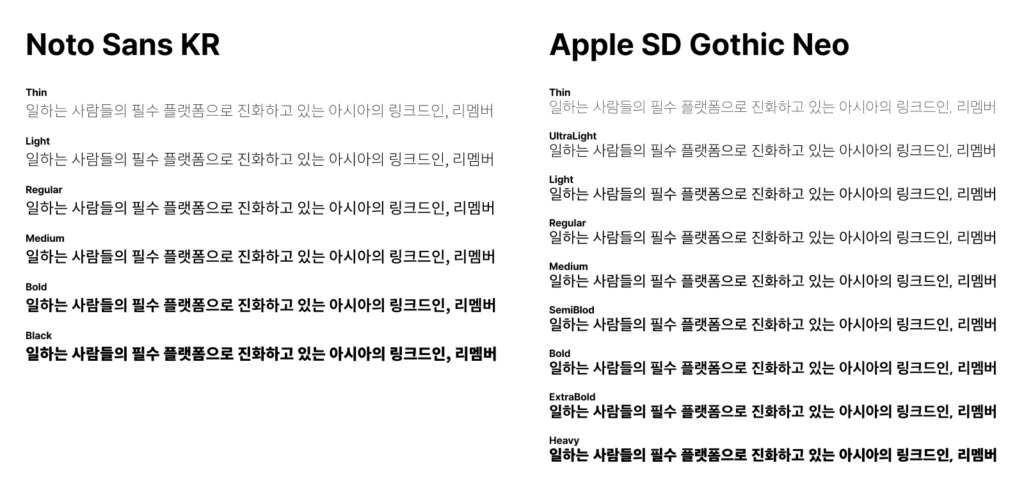 Noto Sans KR
Thin
일하는 사람들의 필수 플랫폼으로 진화하고 있는 아시아의 링크드인, 리멤버
Light
일하는 사람들의 필수 플랫폼으로 진화하고 있는 아시아의 링크드인, 리멤버
Regular
일하는 사람들의 필수 플랫폼으로 진화하고 있는 아시아의 링크드인, 리멤버
Medium
일하는 사람들의 필수 플랫폼으로 진화하고 있는 아시아의 링크드인, 리멤버
Bold
일하는 사람들의 필수 플랫폼으로 진화하고 있는 아시아의 링크드인, 리멤버
Black
일하는 사람들의 필수 플랫폼으로 진화하고 있는 아시아의 링크드인, 리멤버
Apple SD Gothic Neo
Thin
일하는 사람들의 필수 플랫폼으로 진화하고 있는 아시아의 링크드인, 리멤버
UltraLight
일하는 사람들의 필수 플랫폼으로 진화하고 있는 아시아의 링크드인, 리멤버
Light
일하는 사람들의 필수 플랫폼으로 진화하고 있는 아시아의 링크드인, 리멤버
Regular
일하는 사람들의 필수 플랫폼으로 진화하고 있는 아시아의 링크드인, 리멤버
Medium
일하는 사람들의 필수 플랫폼으로 진화하고 있는 아시아의 링크드인, 리멤버
SemiBlod
일하는 사람들의 필수 플랫폼으로 진화하고 있는 아시아의 링크드인, 리멤버
Bold
일하는 사람들의 필수 플랫폼으로 진화하고 있는 아시아의 링크드인, 리멤버
ExtraBold
일하는 사람들의 필수 플랫폼으로 진화하고 있는 아시아의 링크드인, 리멤버
Heavy
일하는 사람들의 필수 플랫폼으로 진화하고 있는 아시아의 링크드인, 리멤버